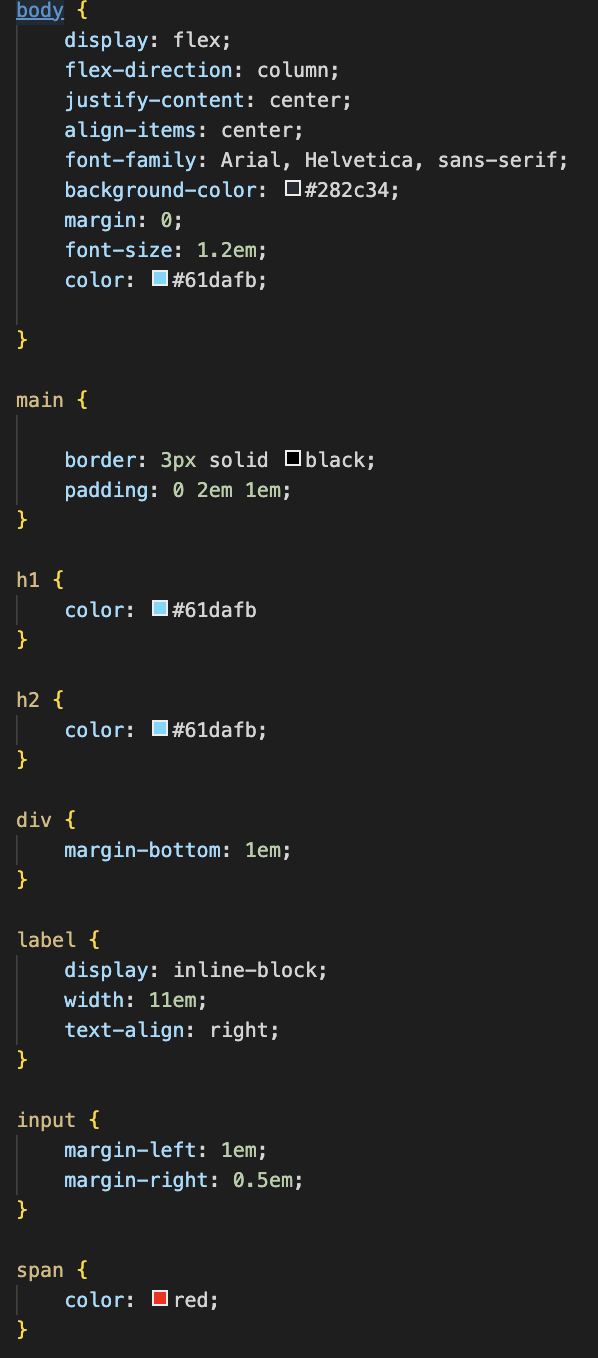 body {
    display: flex;
    flex-direction: column;
    justify-content: center;
    align-items: center;
    font-family: Arial, Helvetica, sans-serif;
    background-color: #282c34;
    margin: 0;
    font-size: 1.2em;
    color: #61dafb;

}

main {

    border: 3px solid black;
    padding: 0 2em 1em;
}

h1 {
    color: #61dafb
}

h2 {
    color: #61dafb;
}

div {
    margin-bottom: 1em;
}

label {
    display: inline-block;
    width: 11em;
    text-align: right;
}

input {
    margin-left: 1em;
    margin-right: 0.5em;
}

span {
    color: red;
}